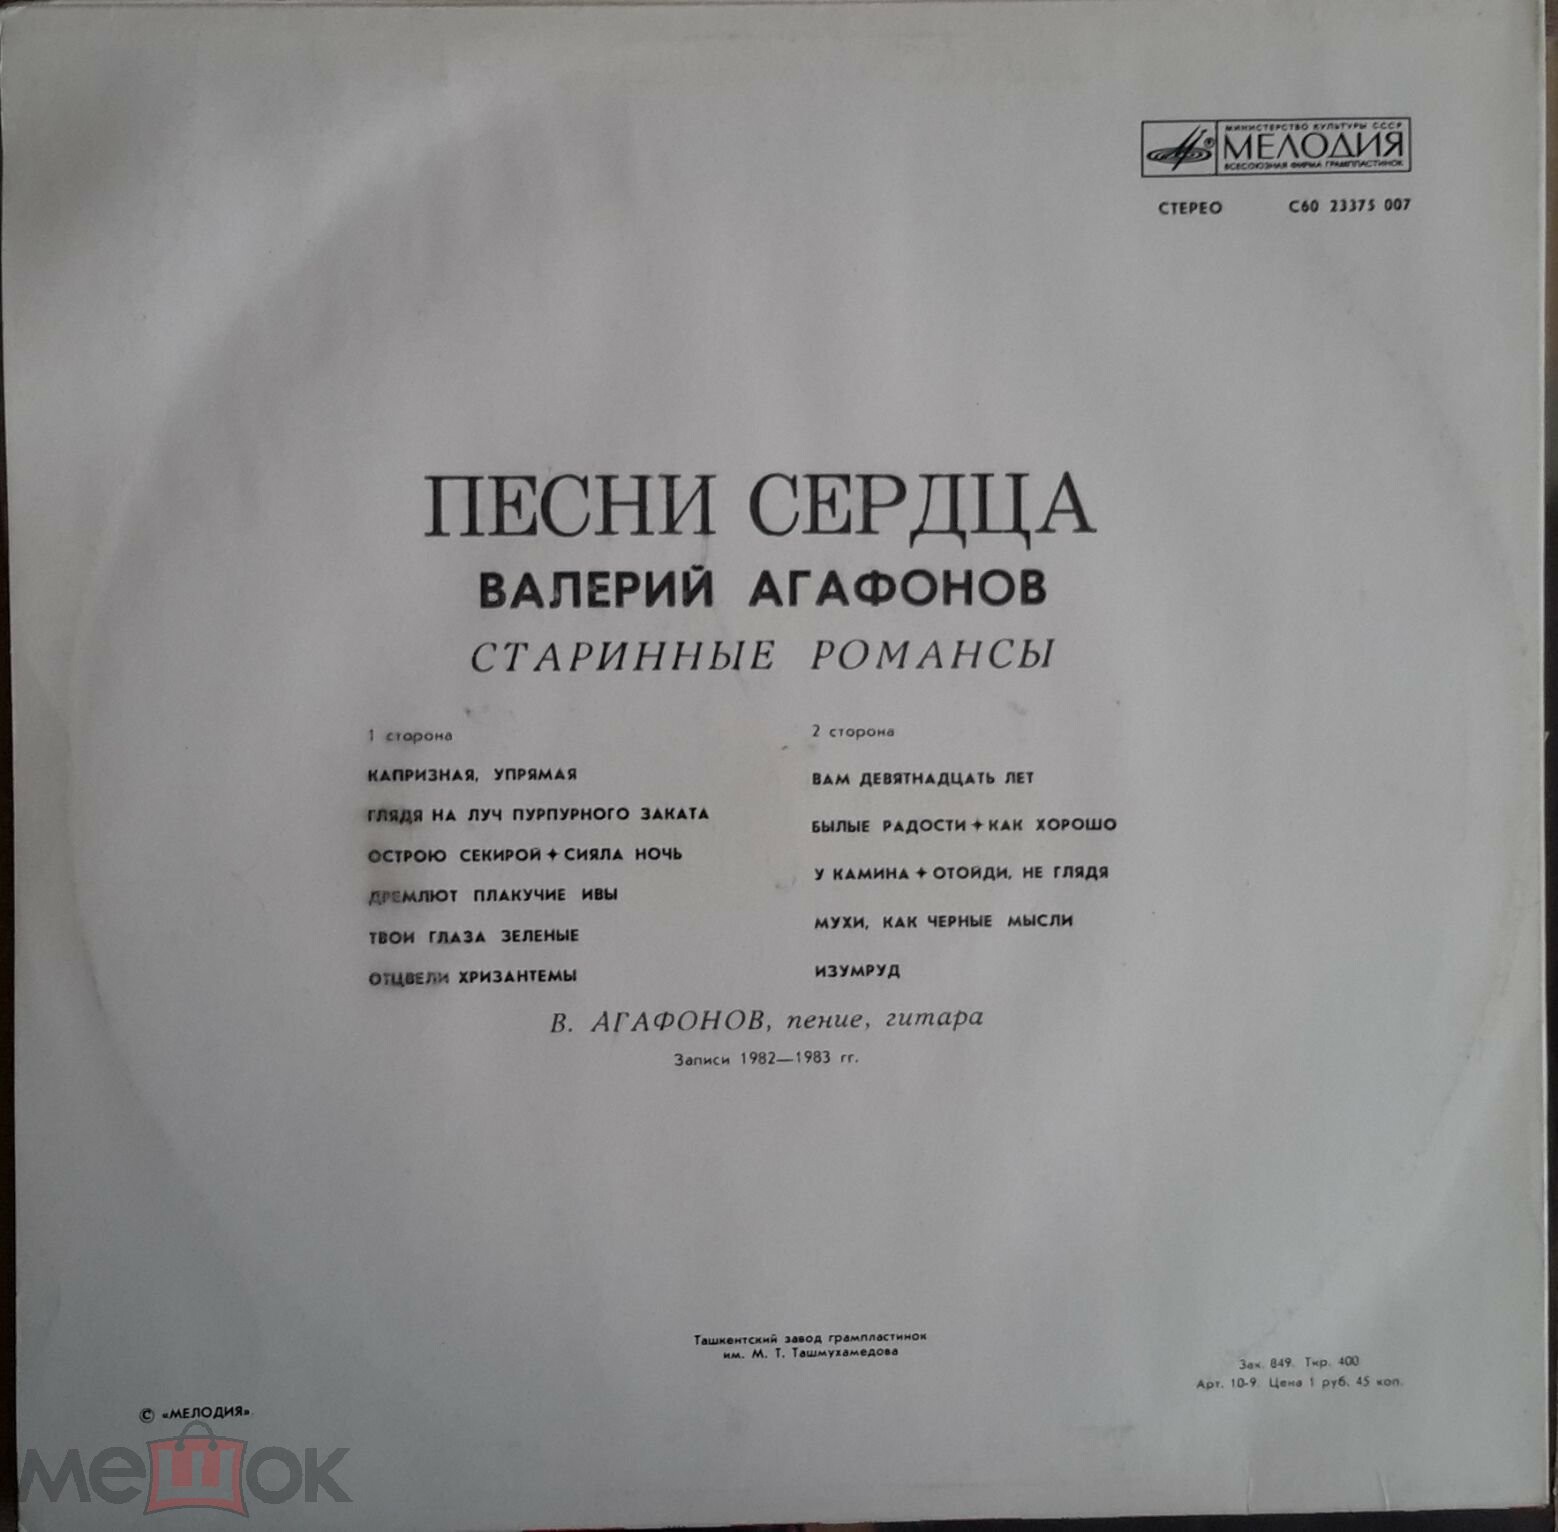 МИНИСТЕРСТВО КУЛЬТУРЫ СССР
МЕЛОДИЯ
ВСЕСОЮЗНАЯ ФИРМА ГРАМПЛАСТИНОК
СТЕРЕО С60 23375 007
ПЕСНИ СЕРДЦА
ВАЛЕРИЙ АГАФОНОВ
СТАРИННЫЕ РОМАНСЫ
1 сторона
КАПРИЗНАЯ, УПРЯМАЯ
ГЛЯДЯ НА ЛУЧ ПУРПУРНОГО ЗАКАТА
ОСТРОЮ СЕКИРОЙ ✦ СИЯЛА НОЧЬ
ДРЕМЛЮТ ПЛАКУЧИЕ ИВЫ
ТВОИ ГЛАЗА ЗЕЛЕНЫЕ
ОТЦВЕЛИ ХРИЗАНТЕМЫ
2 сторона
ВАМ ДЕВЯТНАДЦАТЬ ЛЕТ
БЫЛЫЕ РАДОСТИ ✦ КАК ХОРОШО
У КАМИНА ✦ ОТОЙДИ, НЕ ГЛЯДЯ
МУХИ, КАК ЧЕРНЫЕ МЫСЛИ
ИЗУМРУД
В. АГАФОНОВ, пение, гитара
Записи 1982—1983 гг.
Ташкентский завод грампластинок
им. М. Т. Ташмухамедова
Зак. 849. Тир. 400
Арт. 10-9. Цена 1 руб. 45 коп.
© «МЕЛОДИЯ».
мешок